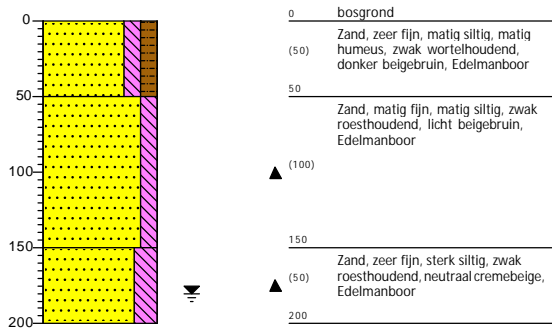 0
50
100
150
200
0
bosgrond
(50)
Zand, zeer fijn, matig siltig, matig
humeus, zwak wortelhoudend,
donker beigebruin, Edelmanboor
50
Zand, matig fijn, matig siltig, zwak
roesthoudend, licht beigebruin,
Edelmanboor
(100)
150
Zand, zeer fijn, sterk siltig, zwak
(50)
roesthoudend, neutraal cremebeige,
Edelmanboor
200